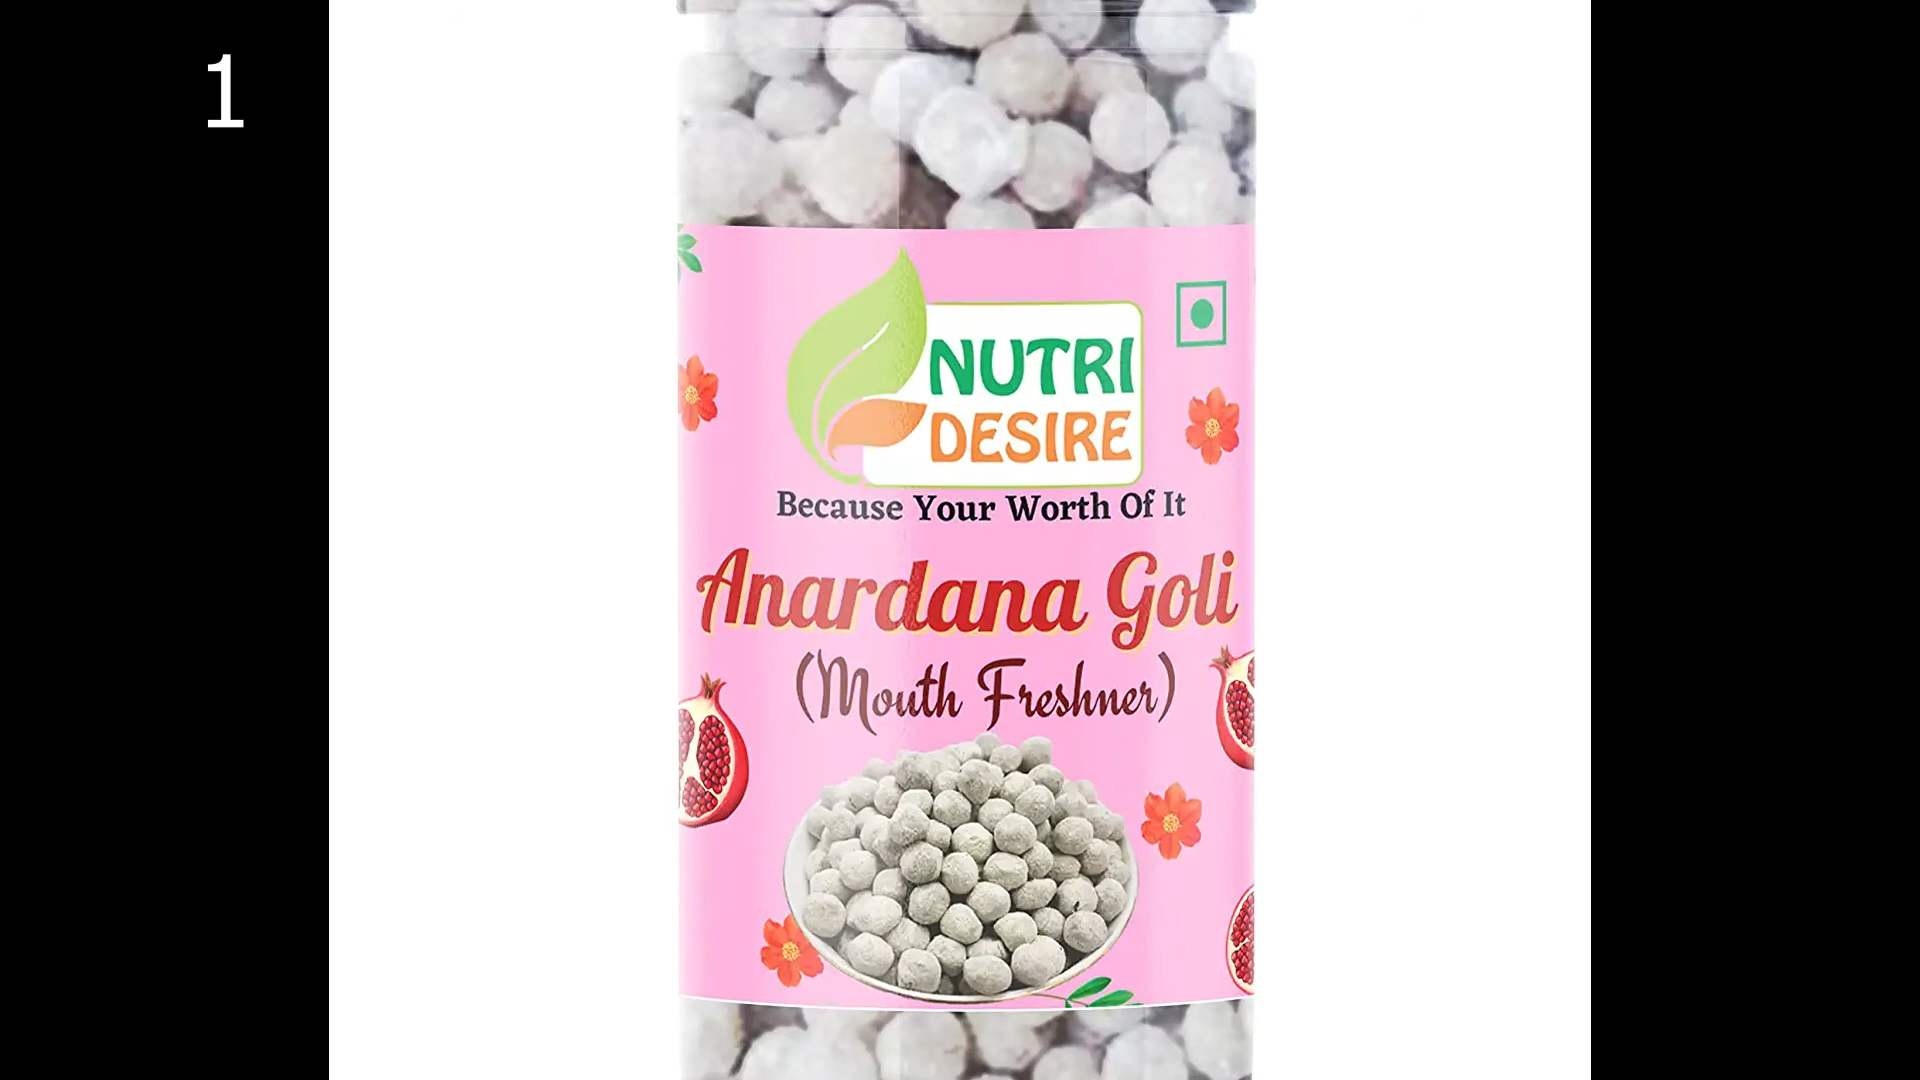 1
NUTRI
DESIRE
Because Your Worth Of It
Anardana Goli
(Mouth Freshner)